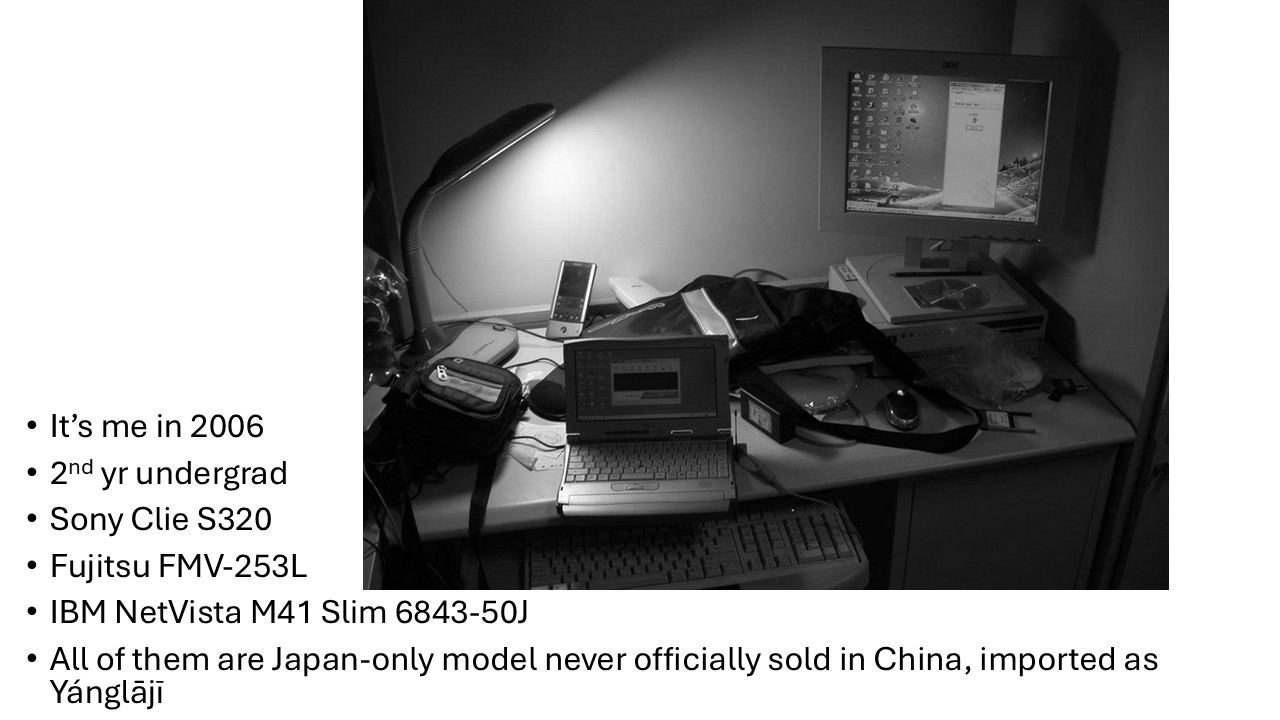 IBM
• It’s me in 2006
• 2nd yr undergrad
• Sony Clie S320
• Fujitsu FMV-253L
• IBM NetVista M41 Slim 6843-50J
• All of them are Japan-only model never officially sold in China, imported as
Yánglājī